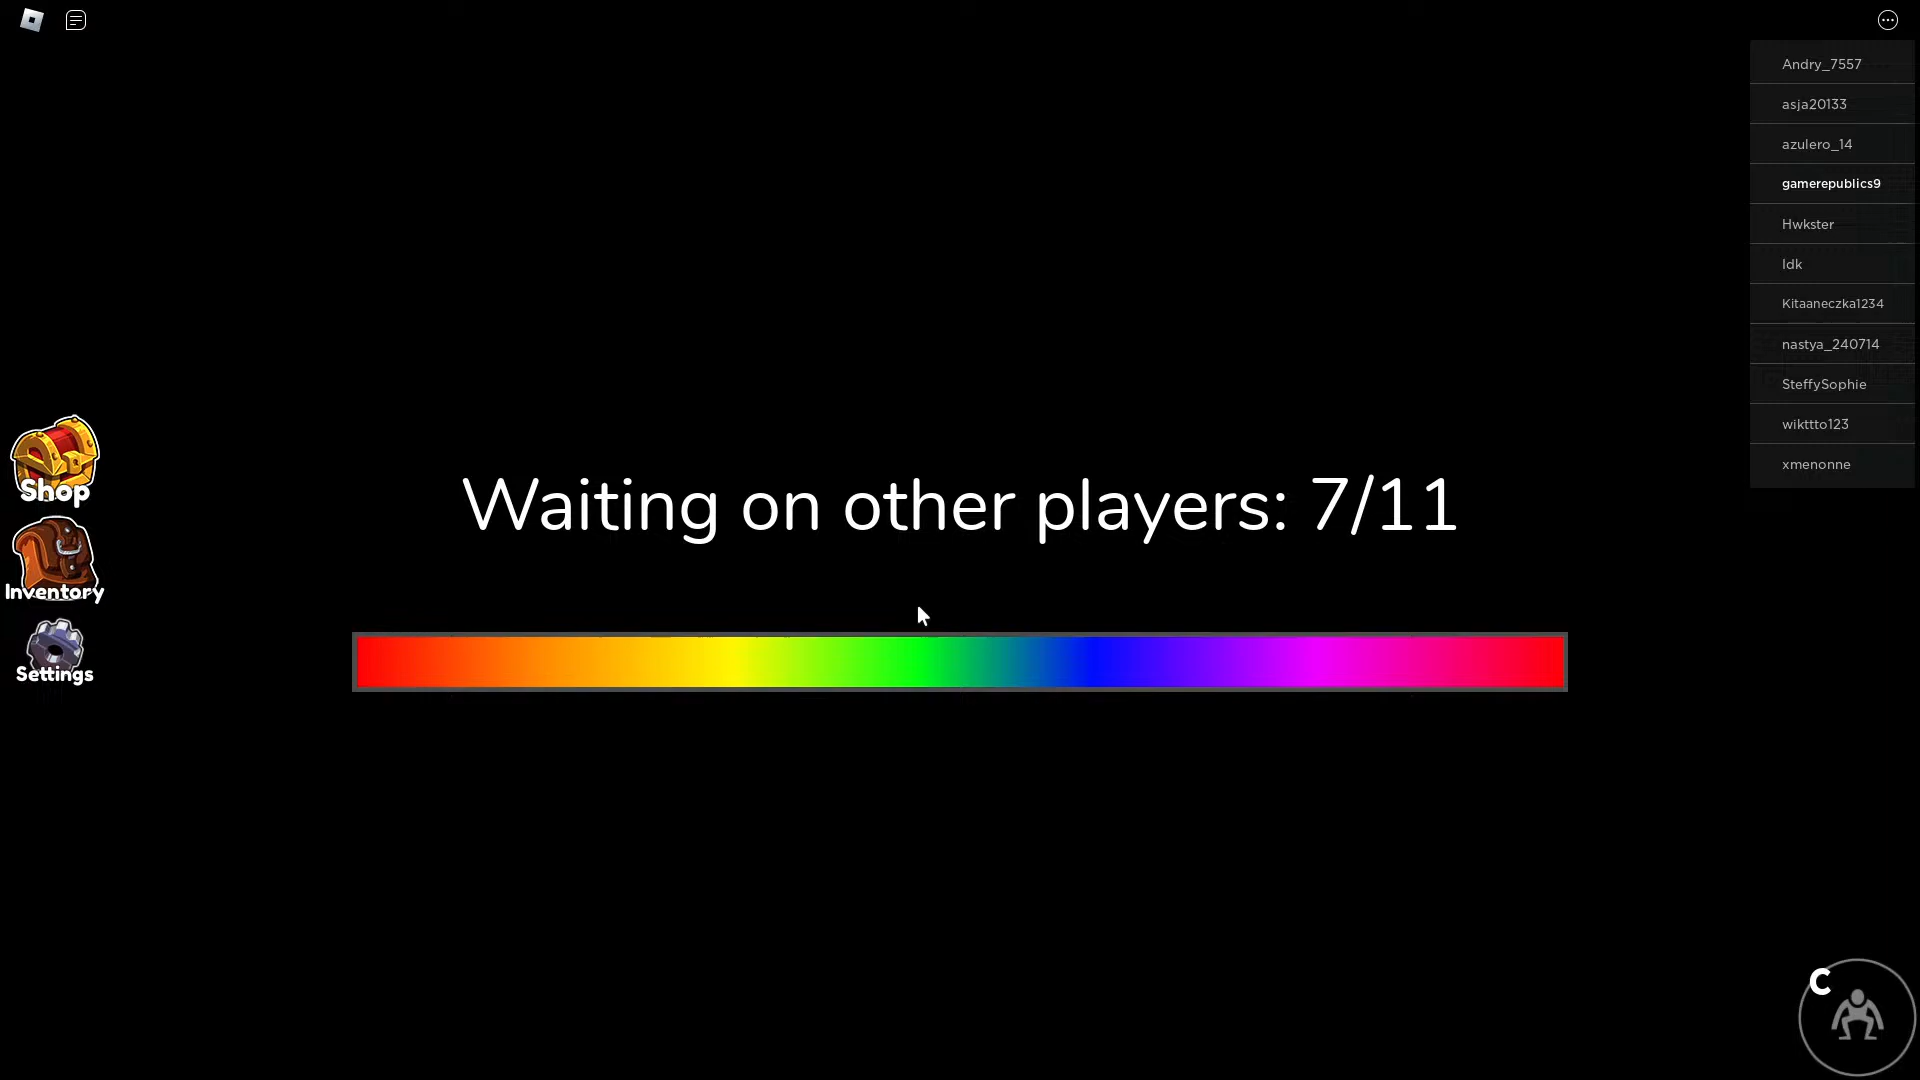 Andry_7557
asja20133
azulero_14
gamerepublics9
Hwkster
Idk
Kitaaneczka1234
nastya_240714
SteffySophie
wikttto123
xmenonne
Shop
Inventory
Settings
Waiting on other players: 7/11
C